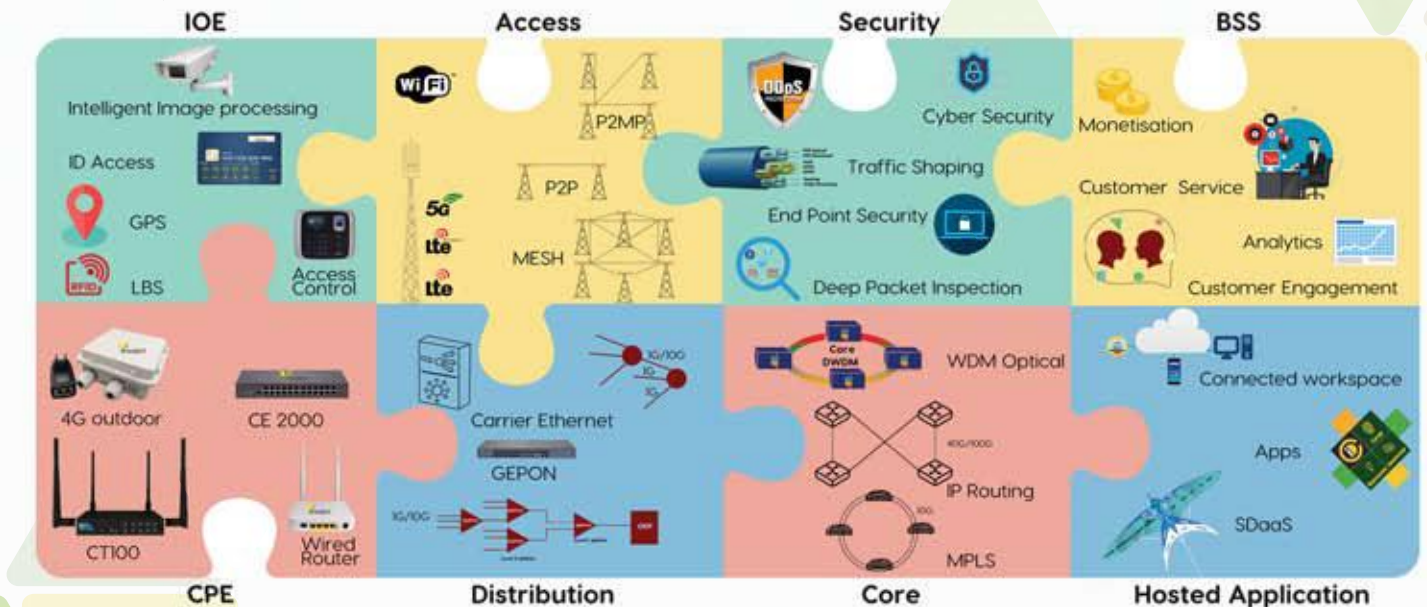 IOE
Access
Security
BSS
Intelligent Image processing
ID Access
GPS
RFID
LBS
Access
Control
WiFi
P2MP
P2P
5G
lte
lte
MESH
DDoS
Cyber Security
Traffic Shaping
End Point Security
Deep Packet Inspection
Monetisation
Customer Service
Analytics
Customer Engagement
4G outdoor
CE 2000
CT100
Wired
Router
1G/10G
1G
1G
Carrier Ethernet
GEPON
1G/10G
Core
DWDM
WDM Optical
40G/100G
IP Routing
10G
MPLS
Connected workspace
Apps
SDaaS
CPE
Distribution
Core
Hosted Application